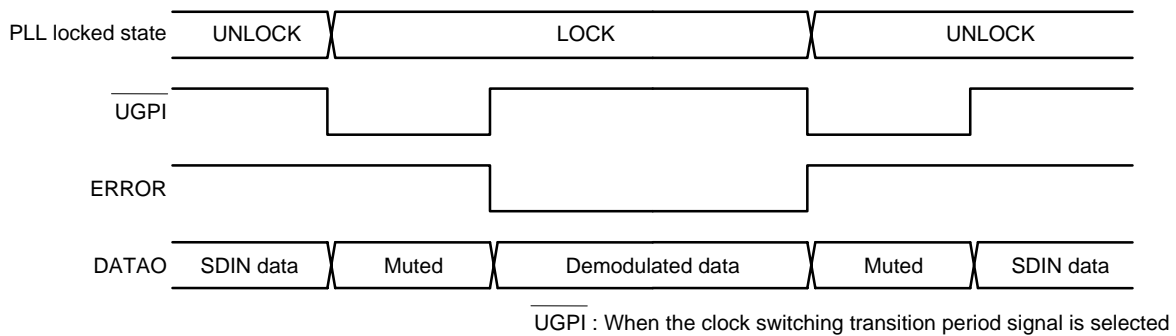 PLL locked state UNLOCK LOCK UNLOCK
UGPI
ERROR
DATAO SDIN data Muted Demodulated data Muted SDIN data
UGPI : When the clock switching transition period signal is selected